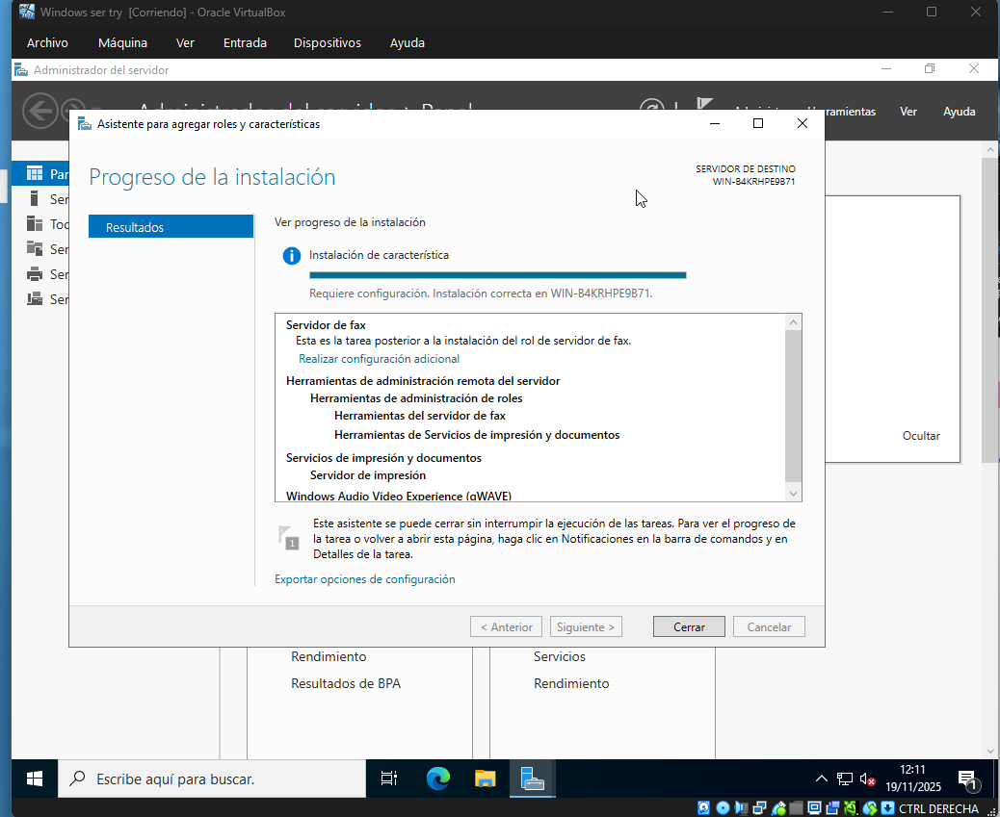 Windows ser try [Corriendo] - Oracle VirtualBox
Archivo Máquina Ver Entrada Dispositivos Ayuda
Administrador del servidor
Ver Ayuda
Asistente para agregar roles y características
Progreso de la instalación
SERVIDOR DE DESTINO
WIN-B4KRHPE9B71
Resultados
Ver progreso de la instalación
Instalación de característica
Requiere configuración. Instalación correcta en WIN-B4KRHPE9B71.
Servidor de fax
Esta es la tarea posterior a la instalación del rol de servidor de fax.
Realizar configuración adicional
Herramientas de administración remota del servidor
Herramientas de administración de roles
Herramientas del servidor de fax
Herramientas de Servicios de impresión y documentos
Servicios de impresión y documentos
Servidor de impresión
Windows Audio Video Experience (qWAVE)
1
Este asistente se puede cerrar sin interrumpir la ejecución de las tareas. Para ver el progreso de
la tarea o volver a abrir esta página, haga clic en Notificaciones en la barra de comandos y en
Detalles de la tarea.
Exportar opciones de configuración
< Anterior Siguiente > Cerrar Cancelar
Ocultar
Rendimiento Servicios
Resultados de BPA Rendimiento
Escribe aquí para buscar.
12:11
19/11/2025
1
CTRL DERECHA